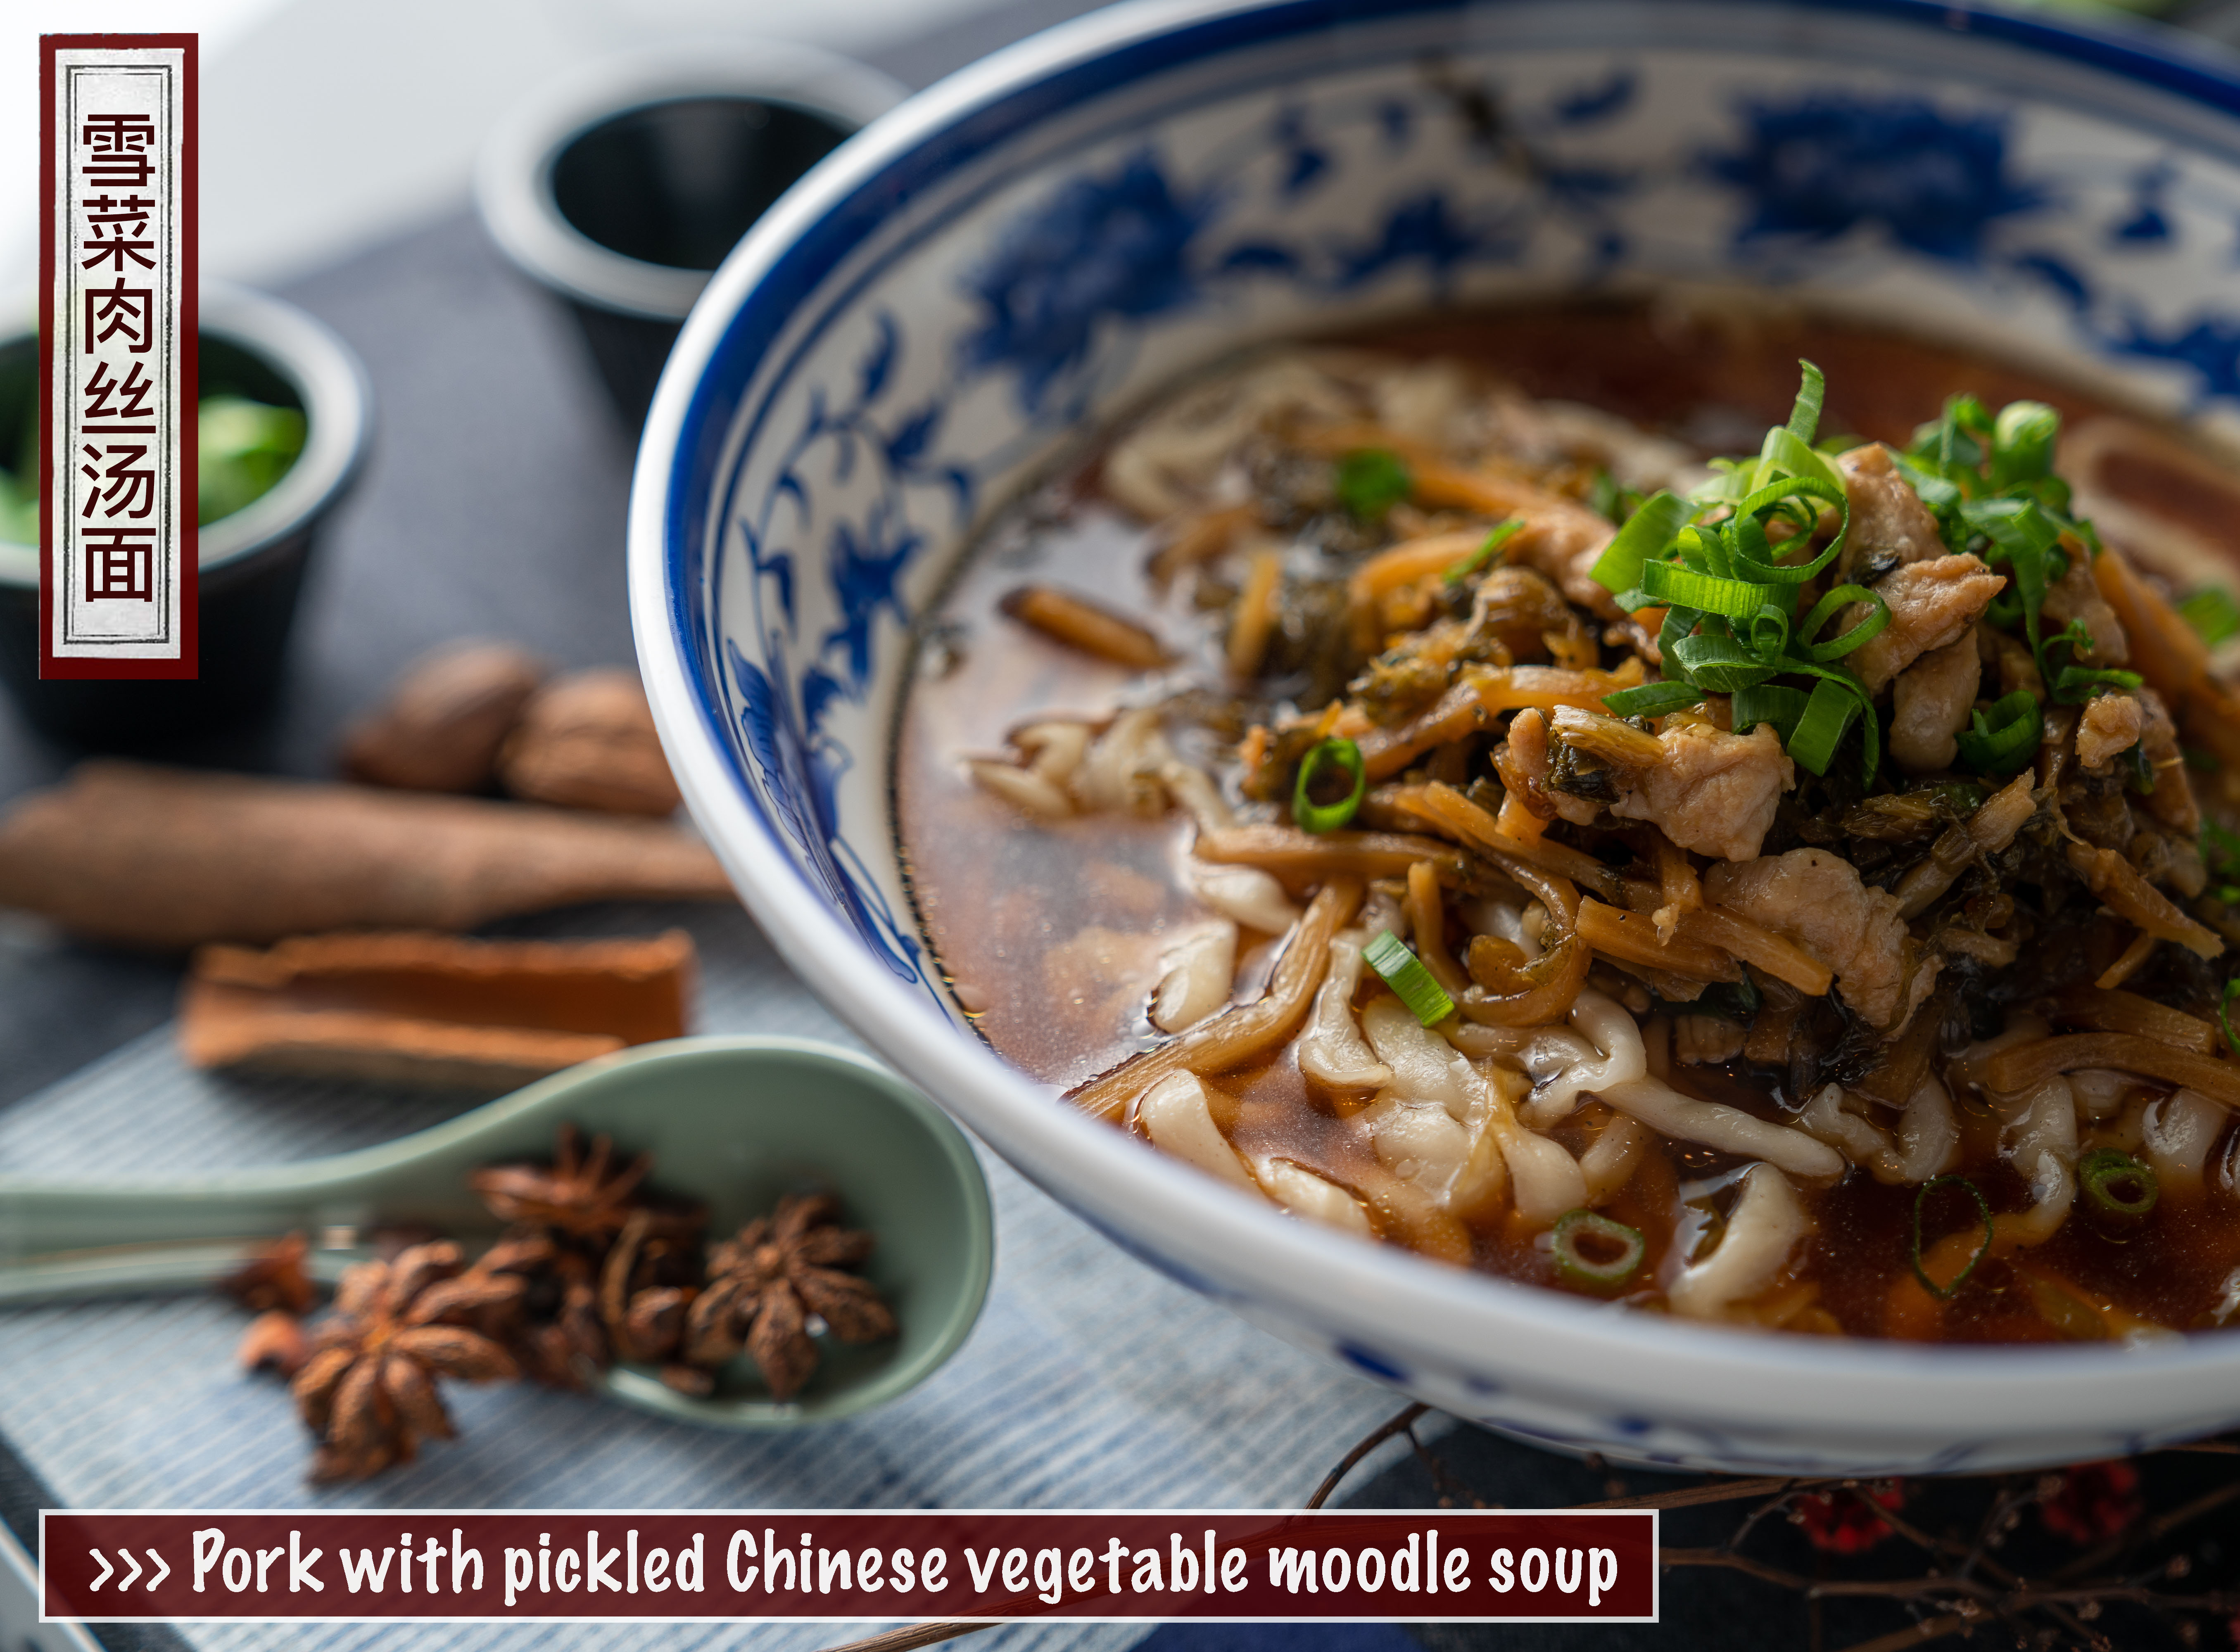 雪菜肉丝汤面
>>> Pork with pickled Chinese vegetable moodle soup